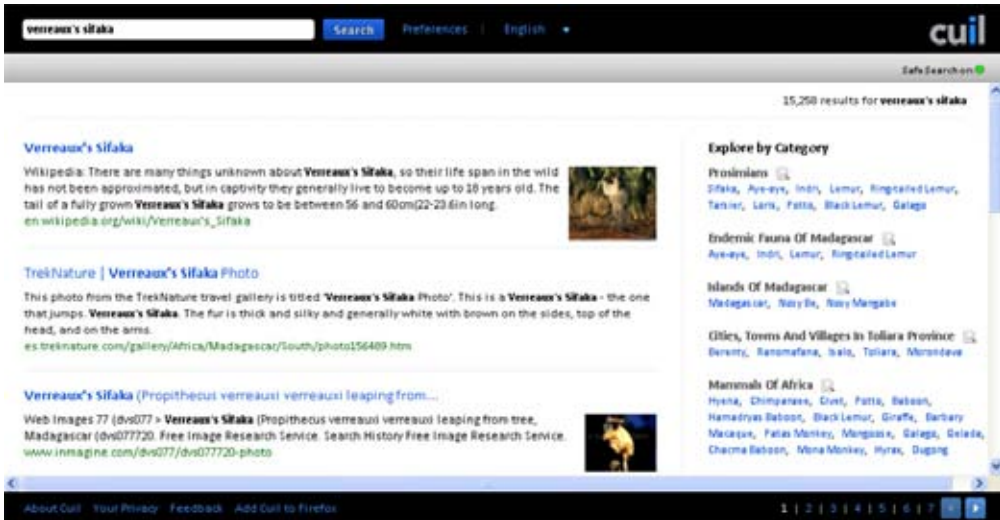 verreaux's sifaka Search Preferences | English cuil
Safe Search on
15,258 results for verreaux's sifaka
Verreaux's Sifaka
Wikipedia: There are many things unknown about Verreaux's Sifaka, so their life span in the wild
has not been approximated, but in captivity they generally live to become up to 18 years old. The
tail of a fully grown Verreaux's Sifaka grows to be between 56 and 60cm(22-23.6in long.
en.wikipedia.org/wiki/Verreaux's_Sifaka
TrekNature | Verreaux's Sifaka Photo
This photo from the TrekNature travel gallery is titled 'Verreaux's Sifaka Photo'. This is a Verreaux's Sifaka - the one
that jumps. Verreaux's Sifaka. The fur is thick and silky and generally white with brown on the sides, top of the
head, and on the arms.
es.treknature.com/gallery/Africa/Madagascar/South/photo156409.htm
Verreaux's Sifaka (Propithecus verreauxi verreauxi leaping from...
Web Images 77 (dvs077 > Verreaux's Sifaka (Propithecus verreauxi verreauxi leaping from tree,
Madagascar (dvs077720. Free Image Research Service. Search History Free Image Research Service.
www.inmagine.com/dvs077/dvs077720-photo
Explore by Category
Prosimians
Sifaka, Aye-aye, Indri, Lemur, Ringtailed Lemur,
Tarsier, Loris, Potto, Black Lemur, Galago
Endemic Fauna Of Madagascar
Aye-aye, Indri, Lemur, Ringtailed Lemur
Islands Of Madagascar
Madagascar, Nosy Be, Nosy Mangabe
Cities, Towns And Villages In Toliara Province
Berenty, Ranomafana, Isalo, Toliara, Morondava
Mammals Of Africa
Hyena, Chimpanzee, Civet, Potto, Baboon,
Hamadryas Baboon, Black Lemur, Giraffe, Barbary
Macaque, Patas Monkey, Mongoose, Galago, Gelada,
Chacma Baboon, Mona Monkey, Hyrax, Dugong
About Cuil Your Privacy Feedback Add Cuil to Firefox 1 | 2 | 3 | 4 | 5 | 6 | 7